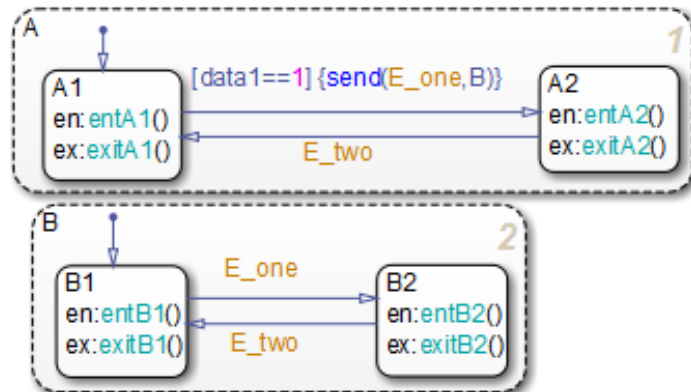 A
1
[data1==1] {send(E_one,B)}
A1
en:entA1()
ex:exitA1()
A2
en:entA2()
ex:exitA2()
E_two
B
2
E_one
B1
en:entB1()
ex:exitB1()
B2
en:entB2()
ex:exitB2()
E_two